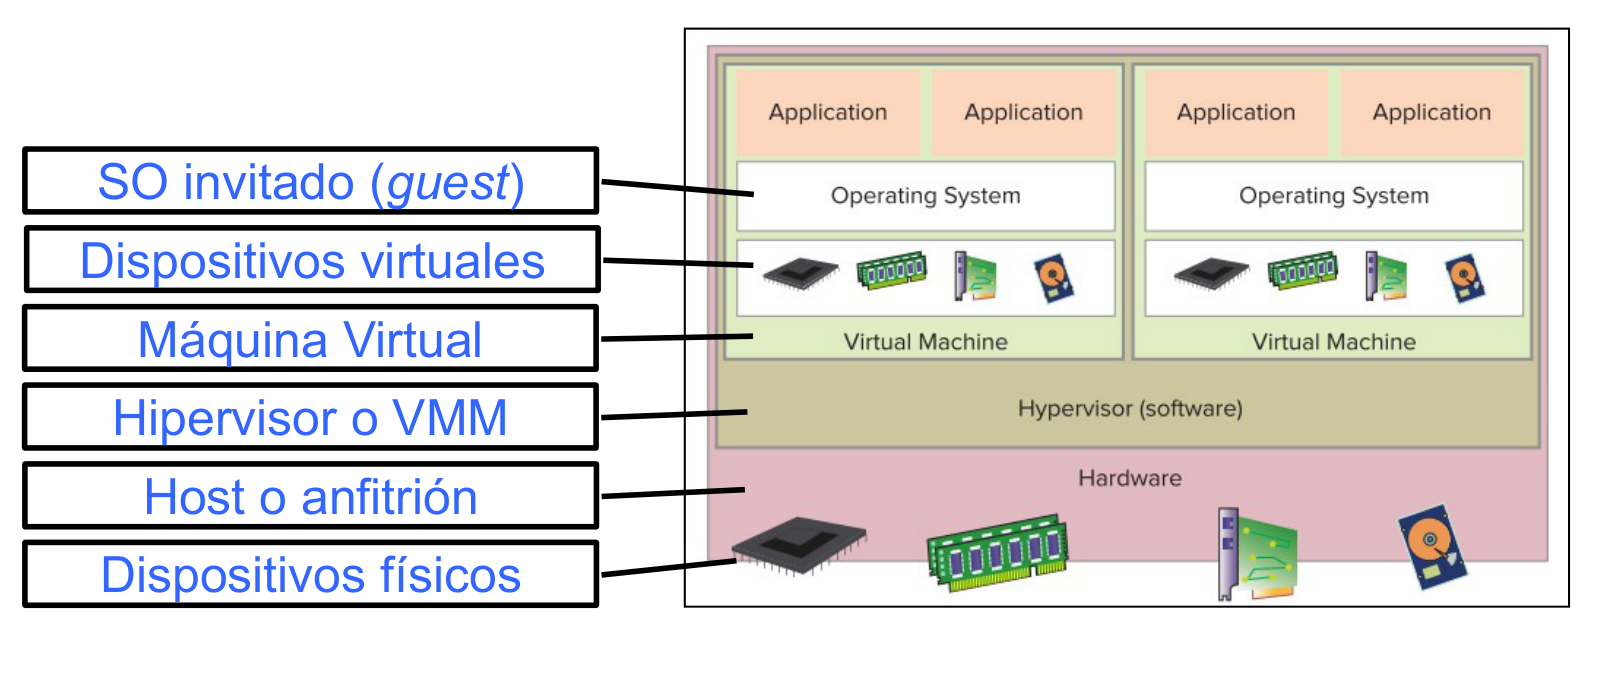 SO invitado (guest)
Dispositivos virtuales
Máquina Virtual
Hipervisor o VMM
Host o anfitrión
Dispositivos físicos
Application Application Application Application
Operating System Operating System
Virtual Machine Virtual Machine
Hypervisor (software)
Hardware